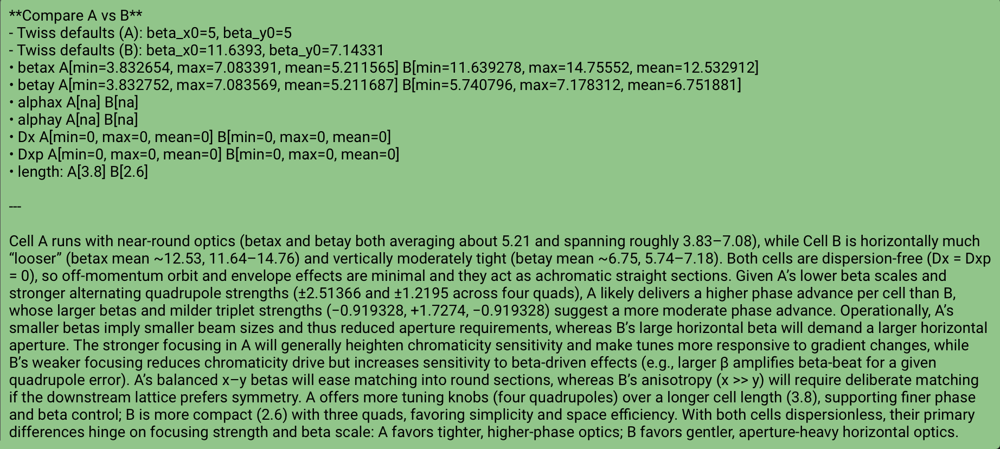 **Compare A vs B**
- Twiss defaults (A): beta_x0=5, beta_y0=5
- Twiss defaults (B): beta_x0=11.6393, beta_y0=7.14331
• betax A[min=3.832654, max=7.083391, mean=5.211565] B[min=11.639278, max=14.75552, mean=12.532912]
• betay A[min=3.832752, max=7.083569, mean=5.211687] B[min=5.740796, max=7.178312, mean=6.751881]
• alphax A[na] B[na]
• alphay A[na] B[na]
• Dx A[min=0, max=0, mean=0] B[min=0, max=0, mean=0]
• Dxp A[min=0, max=0, mean=0] B[min=0, max=0, mean=0]
• length: A[3.8] B[2.6]
---
Cell A runs with near-round optics (betax and betay both averaging about 5.21 and spanning roughly 3.83–7.08), while Cell B is horizontally much
“looser” (betax mean ~12.53, 11.64–14.76) and vertically moderately tight (betay mean ~6.75, 5.74–7.18). Both cells are dispersion-free (Dx = Dxp
= 0), so off-momentum orbit and envelope effects are minimal and they act as achromatic straight sections. Given A’s lower beta scales and
stronger alternating quadrupole strengths (±2.51366 and ±1.2195 across four quads), A likely delivers a higher phase advance per cell than B,
whose larger betas and milder triplet strengths (−0.919328, +1.7274, −0.919328) suggest a more moderate phase advance. Operationally, A’s
smaller betas imply smaller beam sizes and thus reduced aperture requirements, whereas B’s large horizontal beta will demand a larger horizontal
aperture. The stronger focusing in A will generally heighten chromaticity sensitivity and make tunes more responsive to gradient changes, while
B’s weaker focusing reduces chromaticity drive but increases sensitivity to beta-driven effects (e.g., larger β amplifies beta-beat for a given
quadrupole error). A’s balanced x–y betas will ease matching into round sections, whereas B’s anisotropy (x >> y) will require deliberate matching
if the downstream lattice prefers symmetry. A offers more tuning knobs (four quadrupoles) over a longer cell length (3.8), supporting finer phase
and beta control; B is more compact (2.6) with three quads, favoring simplicity and space efficiency. With both cells dispersionless, their primary
differences hinge on focusing strength and beta scale: A favors tighter, higher-phase optics; B favors gentler, aperture-heavy horizontal optics.